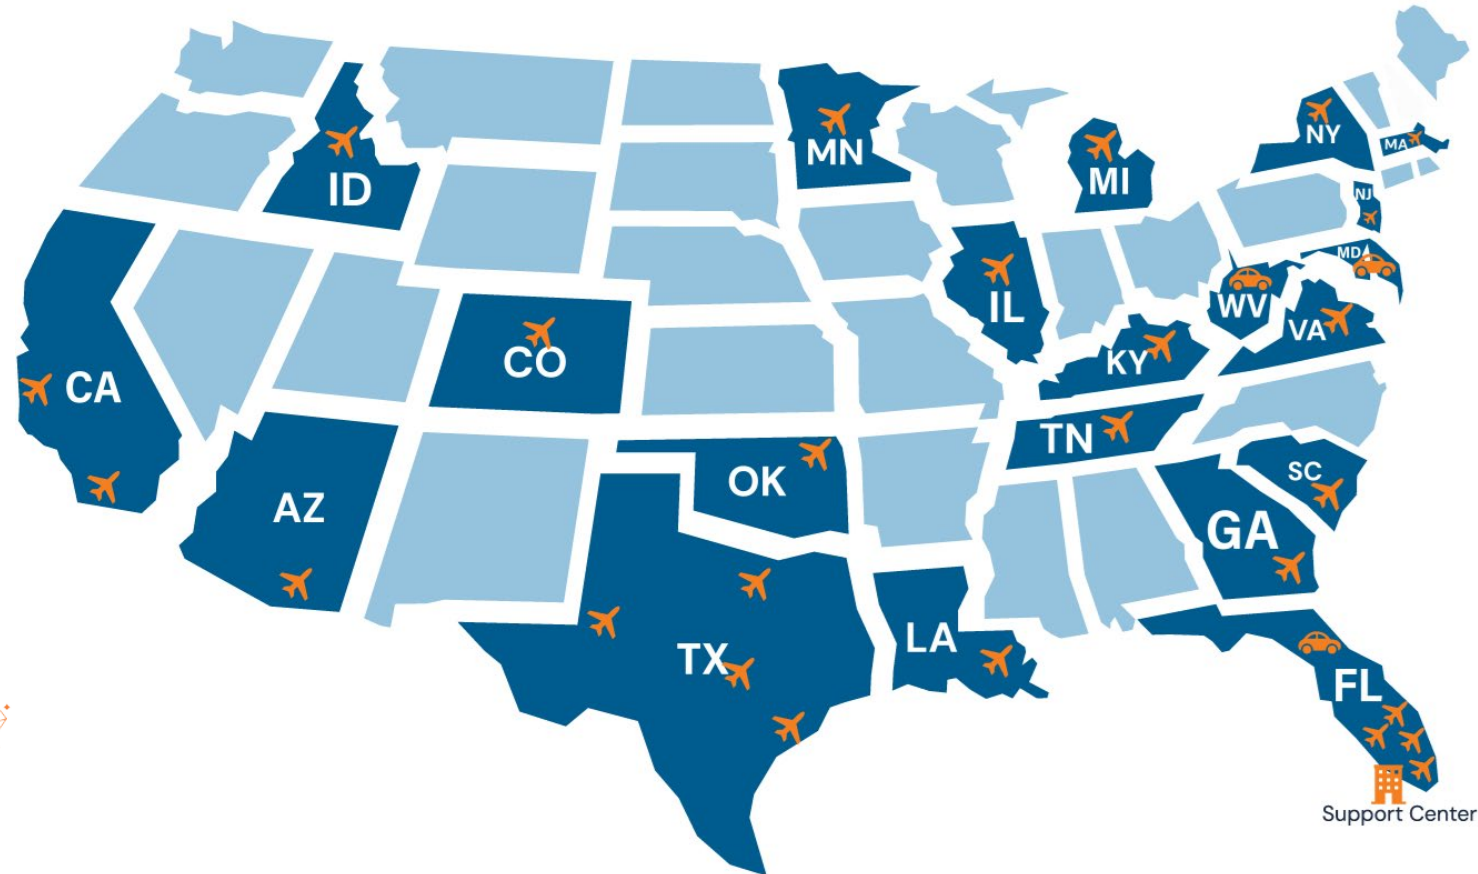 MN
NY
MA
MI
ID
NJ
MD
IL
WV
VA
KY
CO
CA
TN
SC
OK
AZ
GA
LA
TX
FL
Support Center